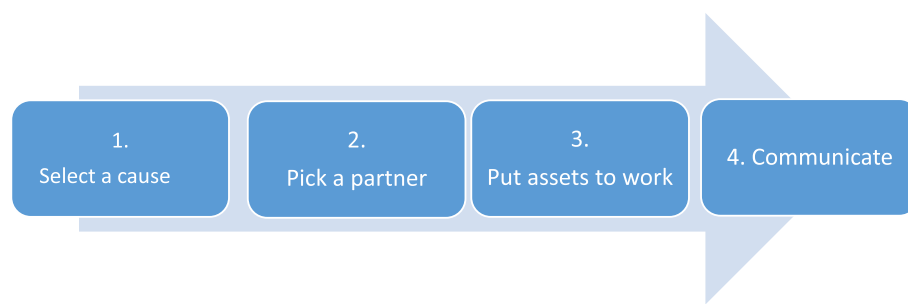 1.
Select a cause
2.
Pick a partner
3.
Put assets to work
4. Communicate